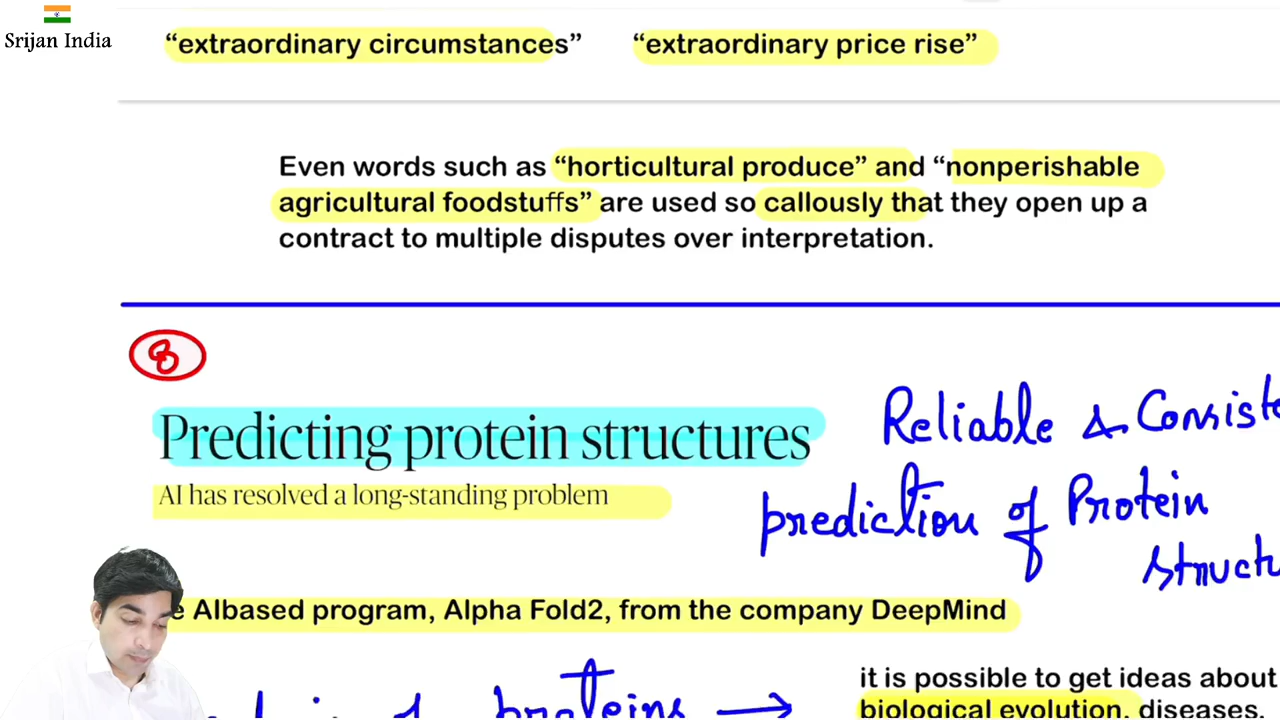 Srijan India
“extraordinary circumstances” “extraordinary price rise”
Even words such as “horticultural produce” and “nonperishable
agricultural foodstuffs” are used so callously that they open up a
contract to multiple disputes over interpretation.
8
Predicting protein structures
AI has resolved a long-standing problem
Reliable &
prediction of Protein
AIbased program, Alpha Fold2, from the company DeepMind
it is possible to get ideas about
of proteins →
biological evolution, diseases,